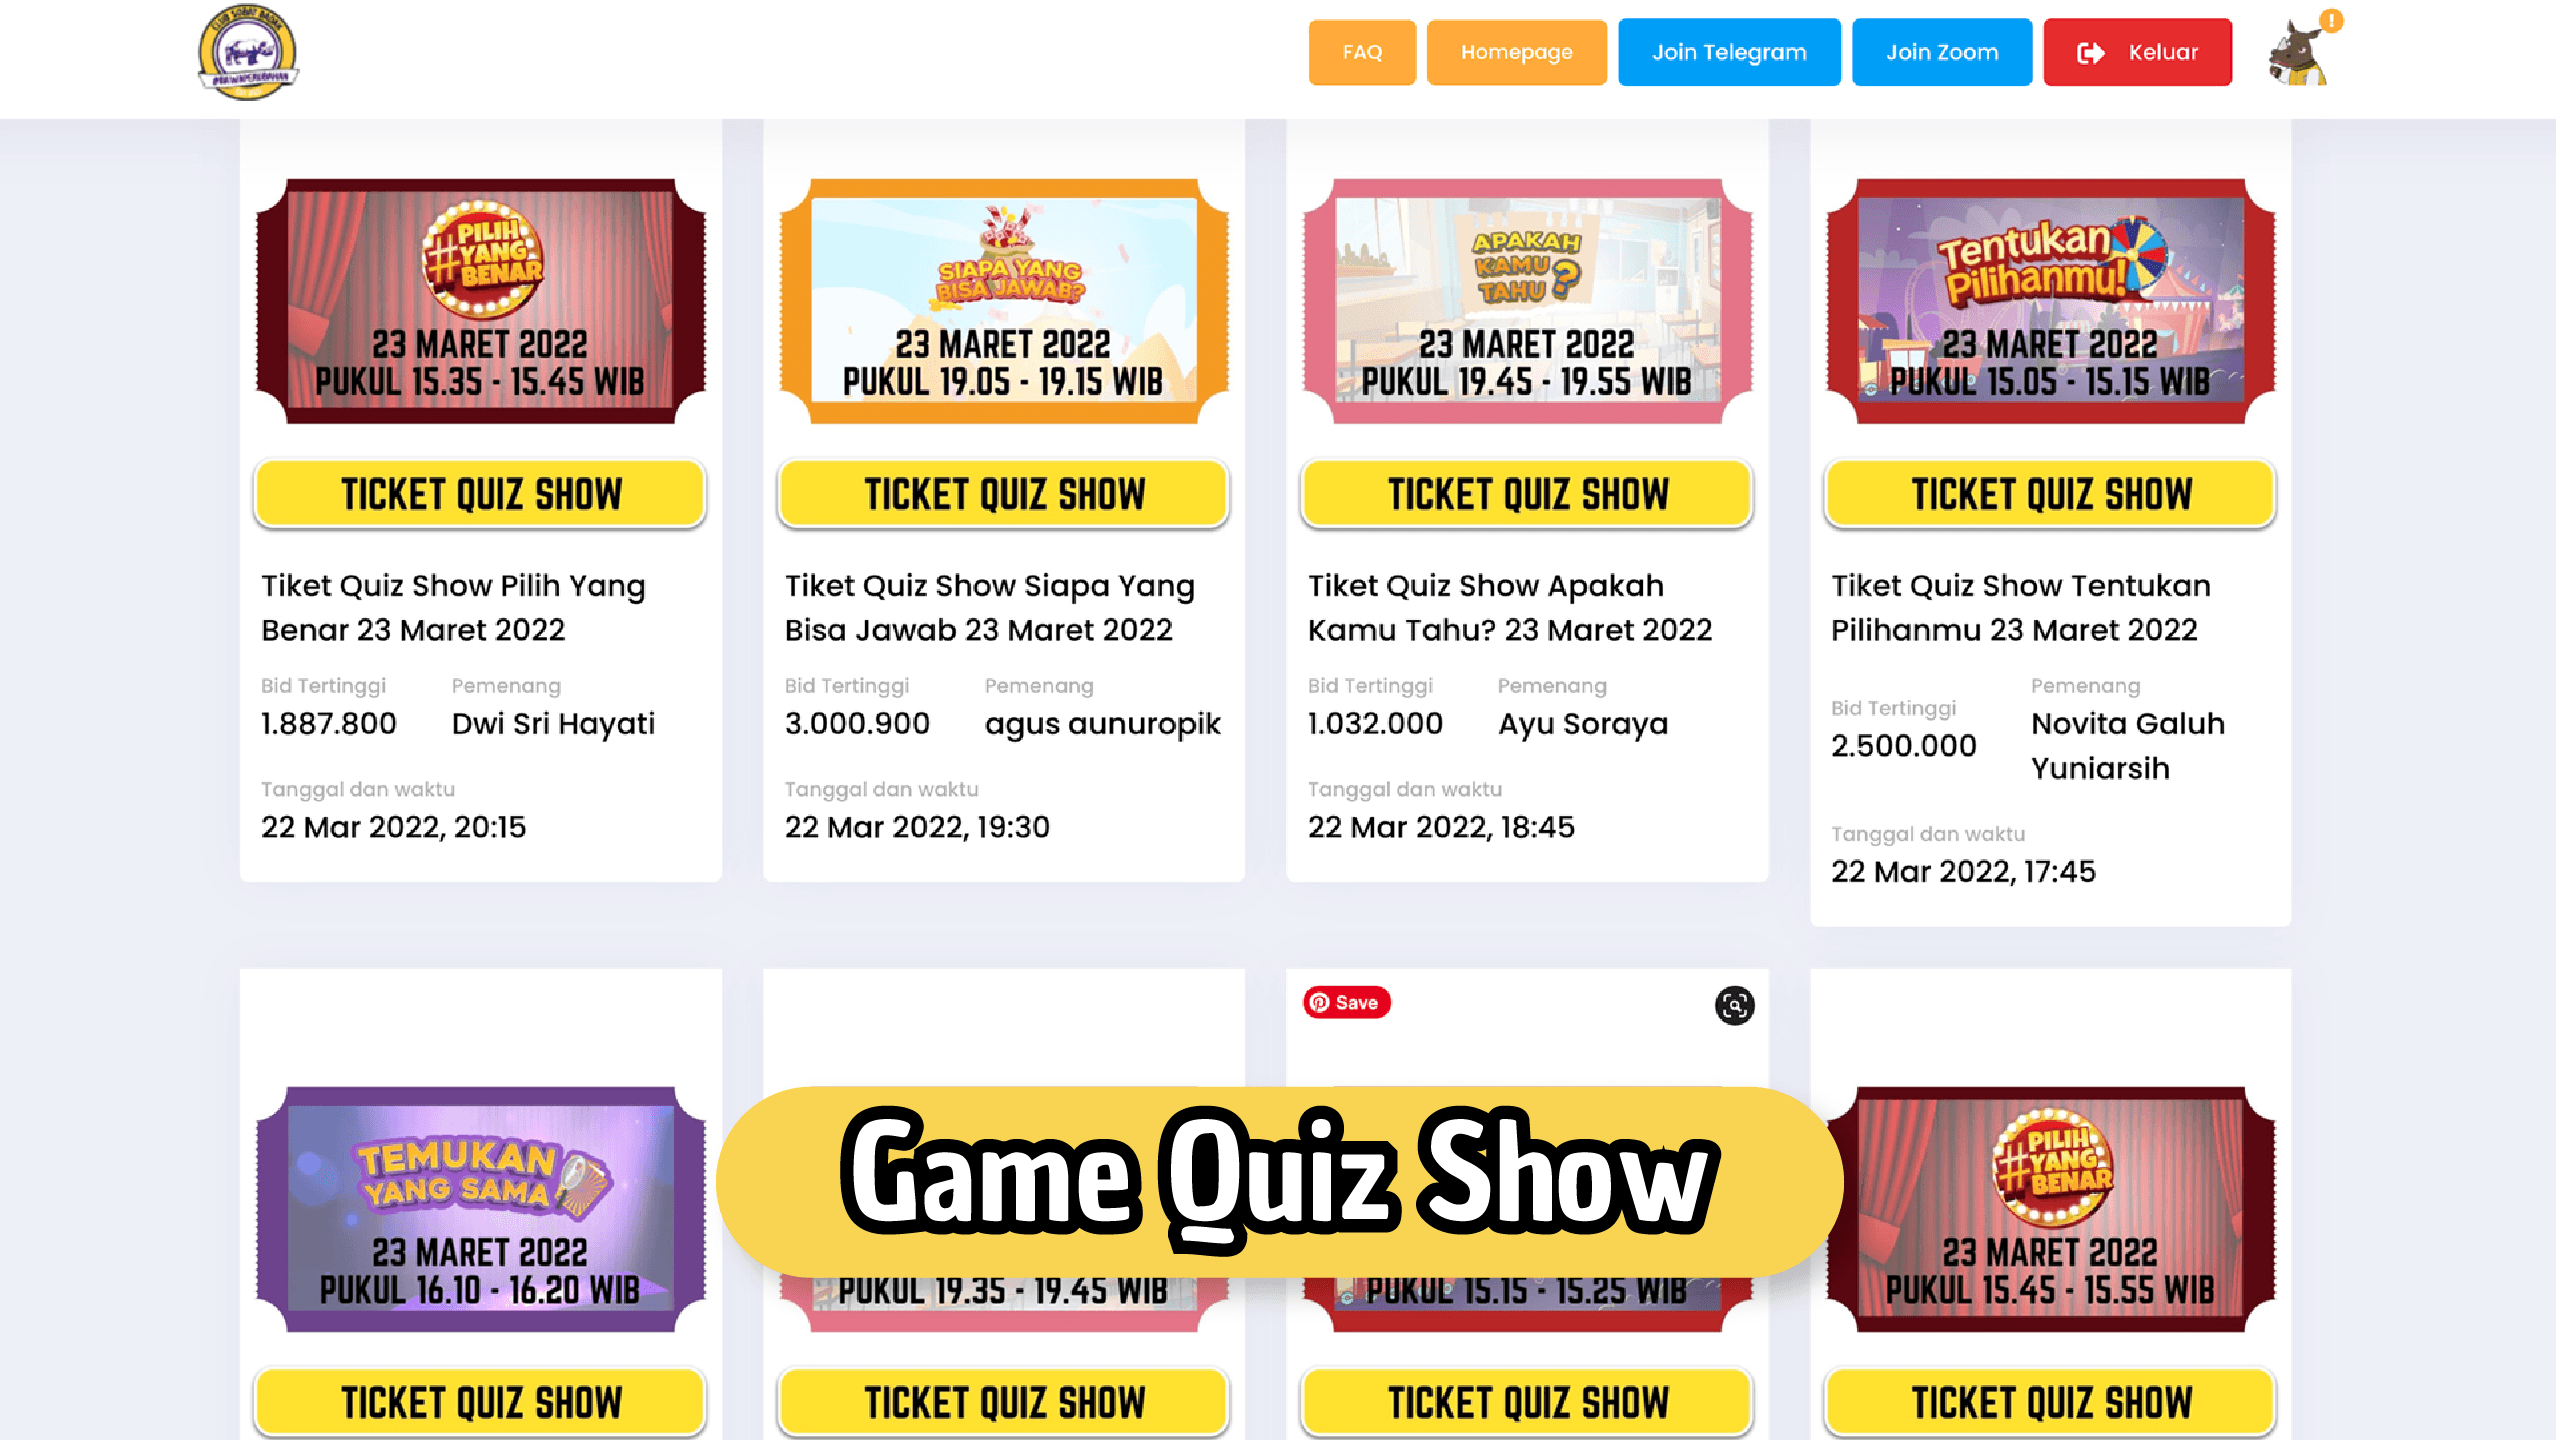 CLUB SOBAT BADAK
FAQ
Homepage
Join Telegram
Join Zoom
Keluar
!
#PILIH
YANG
BENAR
23 MARET 2022
PUKUL 15.35 - 15.45 WIB
TICKET QUIZ SHOW
Tiket Quiz Show Pilih Yang
Benar 23 Maret 2022
Bid Tertinggi
1.887.800
Pemenang
Dwi Sri Hayati
Tanggal dan waktu
22 Mar 2022, 20:15
SIAPA YANG
BISA JAWAB?
23 MARET 2022
PUKUL 19.05 - 19.15 WIB
TICKET QUIZ SHOW
Tiket Quiz Show Siapa Yang
Bisa Jawab 23 Maret 2022
Bid Tertinggi
3.000.900
Pemenang
agus aunuropik
Tanggal dan waktu
22 Mar 2022, 19:30
APAKAH
KAMU
TAHU ?
23 MARET 2022
PUKUL 19.45 - 19.55 WIB
TICKET QUIZ SHOW
Tiket Quiz Show Apakah
Kamu Tahu? 23 Maret 2022
Bid Tertinggi
1.032.000
Pemenang
Ayu Soraya
Tanggal dan waktu
22 Mar 2022, 18:45
Tentukan
Pilihanmu!
23 MARET 2022
PUKUL 15.05 - 15.15 WIB
TICKET QUIZ SHOW
Tiket Quiz Show Tentukan
Pilihanmu 23 Maret 2022
Bid Tertinggi
2.500.000
Pemenang
Novita Galuh
Yuniarsih
Tanggal dan waktu
22 Mar 2022, 17:45
TEMUKAN
YANG SAMA
23 MARET 2022
PUKUL 16.10 - 16.20 WIB
TICKET QUIZ SHOW
Game Quiz Show
PUKUL 19.35 - 19.45 WIB
TICKET QUIZ SHOW
Save
PUKUL 15.15 - 15.25 WIB
TICKET QUIZ SHOW
#PILIH
YANG
BENAR
23 MARET 2022
PUKUL 15.45 - 15.55 WIB
TICKET QUIZ SHOW